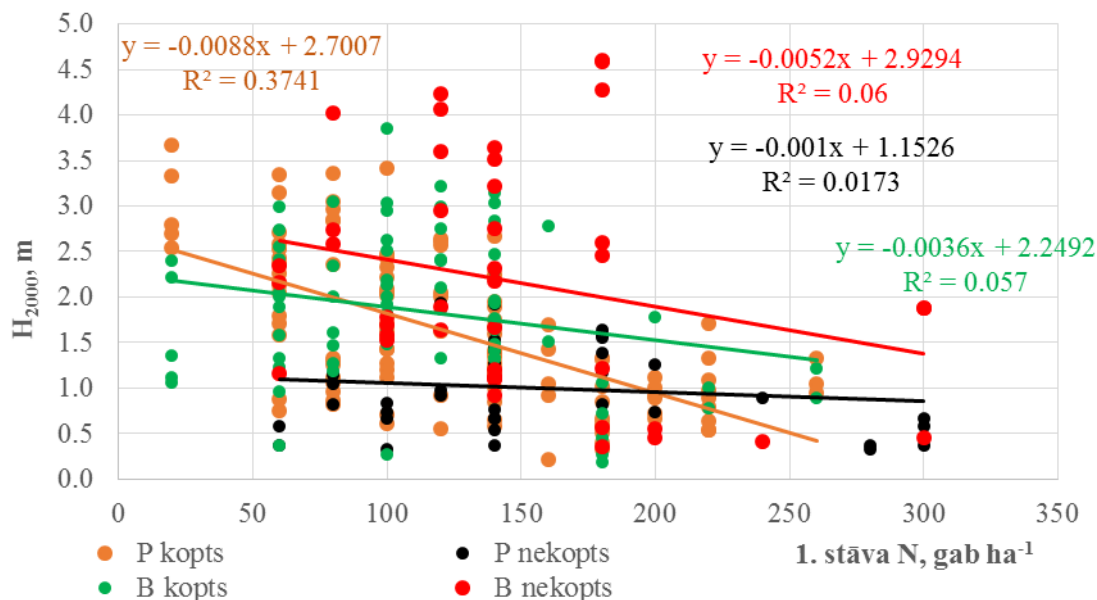 5.0
4.5
4.0
3.5
3.0
2.5
2.0
1.5
1.0
0.5
0.0
H2000, m
y = -0.0088x + 2.7007
R² = 0.3741
y = -0.0052x + 2.9294
R² = 0.06
y = -0.001x + 1.1526
R² = 0.0173
y = -0.0036x + 2.2492
R² = 0.057
0 50 100 150 200 250 300 350
1. stāva N, gab ha⁻¹
P kopts
P nekopts
B kopts
B nekopts